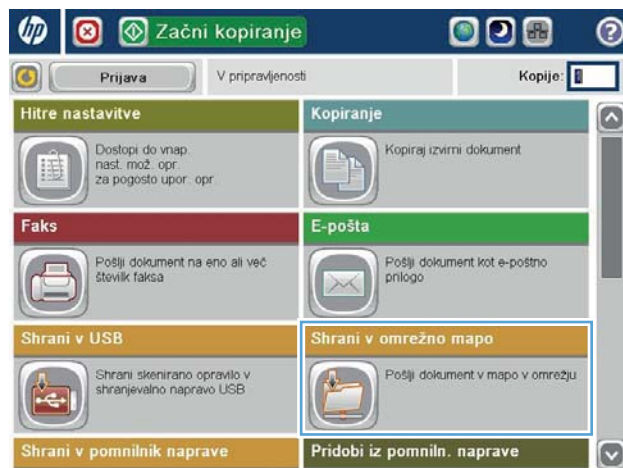 hp
Začni kopiranje
?
Prijava
V pripravljenosti
Kopije:
Hitre nastavitve
Dostopi do vnap.
nast. mož. opr.
za pogosto upor. opr.
Kopiranje
Kopiraj izvirni dokument
Faks
Pošlji dokument na eno ali več
številk faksa
E-pošta
Pošlji dokument kot e-poštno
prilogo
Shrani v USB
Shrani skenirano opravilo v
shranjevalno napravo USB
Shrani v omrežno mapo
Pošlji dokument v mapo v omrežju
Shrani v pomnilnik naprave
Pridobi iz pomniln. naprave